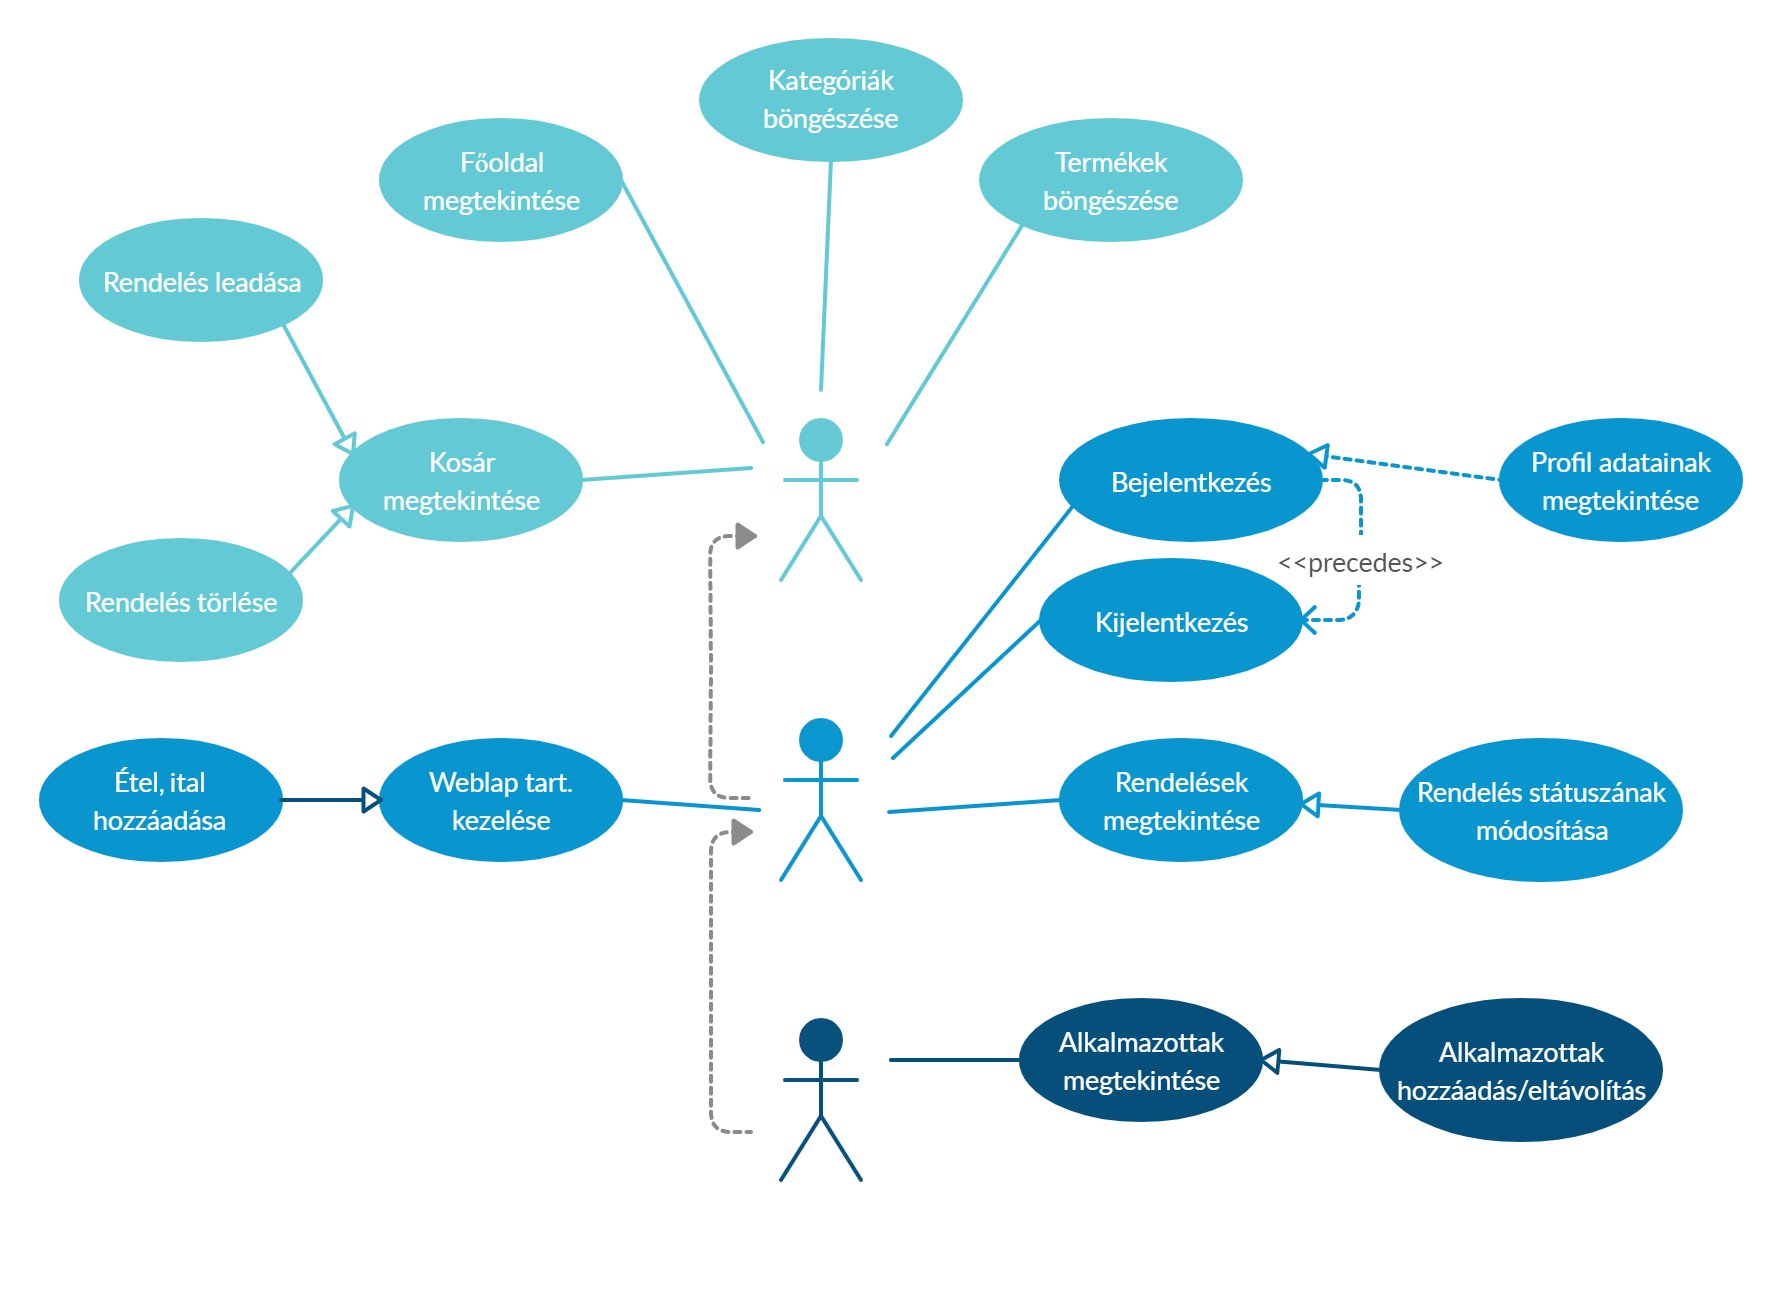 Kategóriák
böngészése
Főoldal
megtekintése
Termékek
böngészése
Rendelés leadása
Kosár
megtekintése
Rendelés törlése
Bejelentkezés
Profil adatainak
megtekintése
<<precedes>>
Kijelentkezés
Étel, ital
hozzáadása
Weblap tart.
kezelése
Rendelések
megtekintése
Rendelés státuszának
módosítása
Alkalmazottak
megtekintése
Alkalmazottak
hozzáadás/eltávolítás